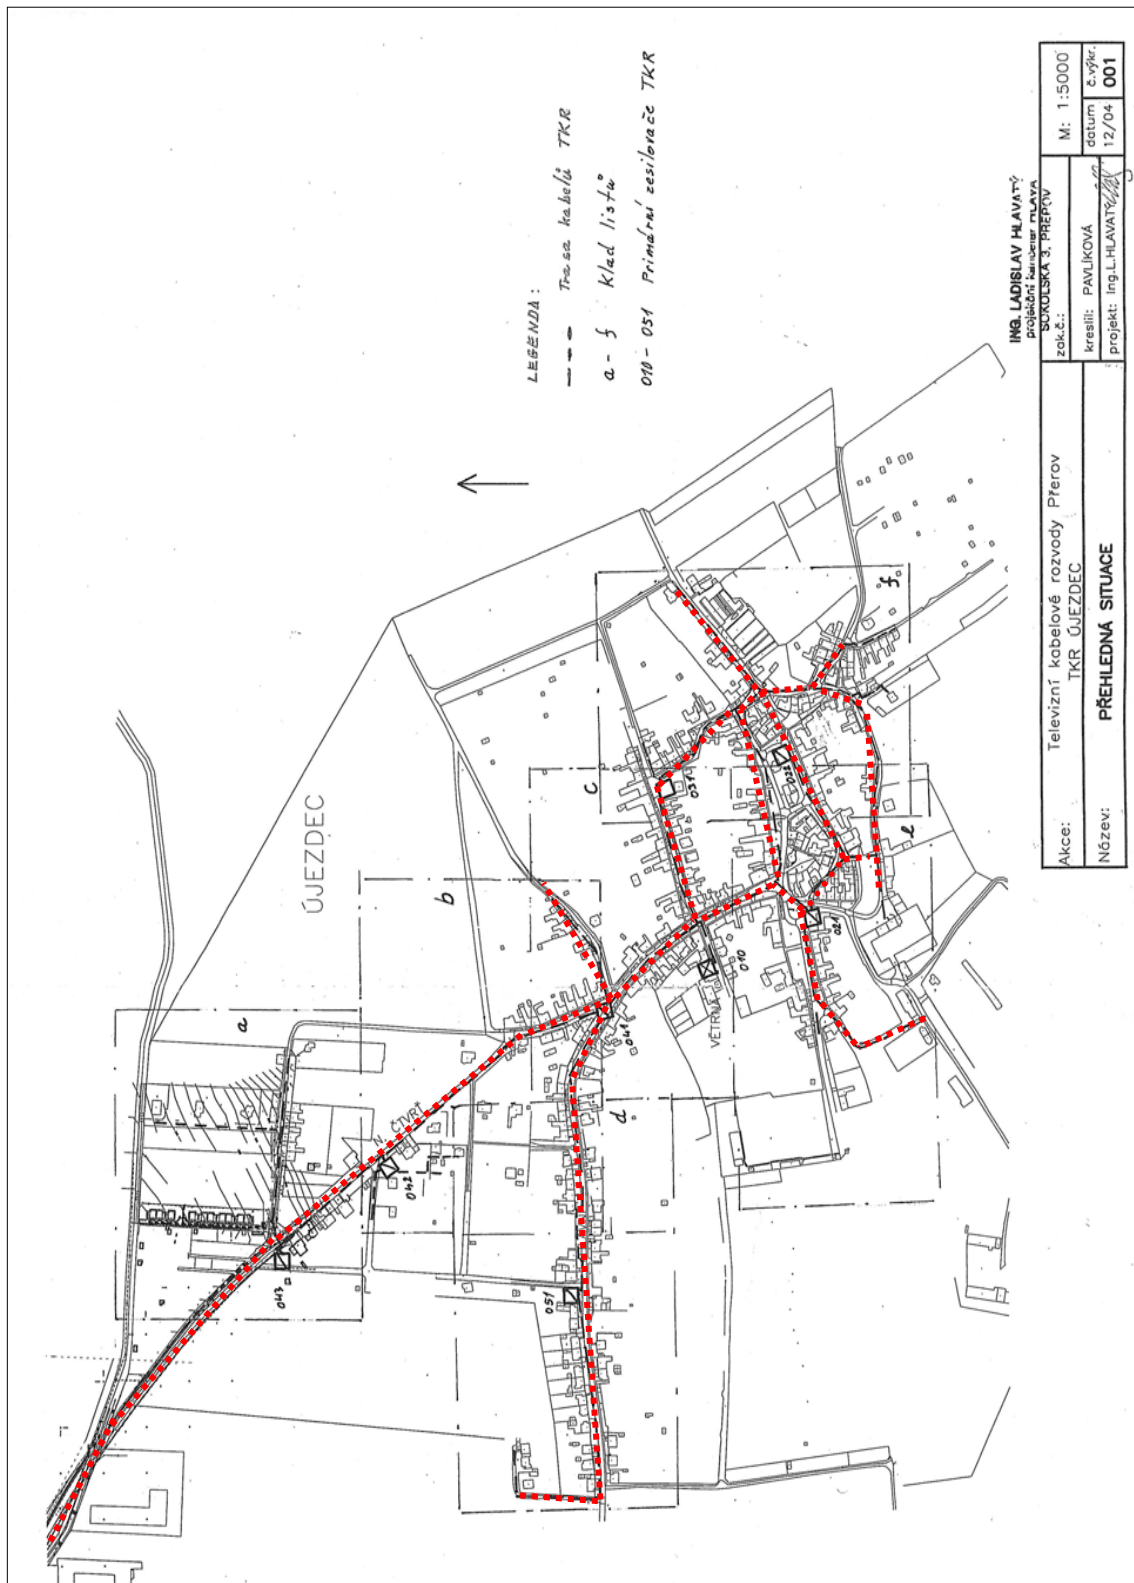 LEGENDA:
Trasa kabelů TKR
a - f Klad listů
010 - 051 Primární zesilovače TKR
ÚJEZDEC
a
b
c
d
e
f
N. ČTVRŤ
VĚTRNÁ
043
042
041
051
031
022
021
010
ING. LADISLAV HLAVATÝ
projekční kancelář HLAVA
SOKOLSKÁ 3, PŘEROV
Akce: Televizní kabelové rozvody Přerov
TKR ÚJEZDEC
Název: PŘEHLEDNÁ SITUACE
zak.č.:
M: 1:5000
kreslil: PAVLÍKOVÁ
projekt: Ing.L.HLAVATÝ
datum
12/04
č.výkr.
001